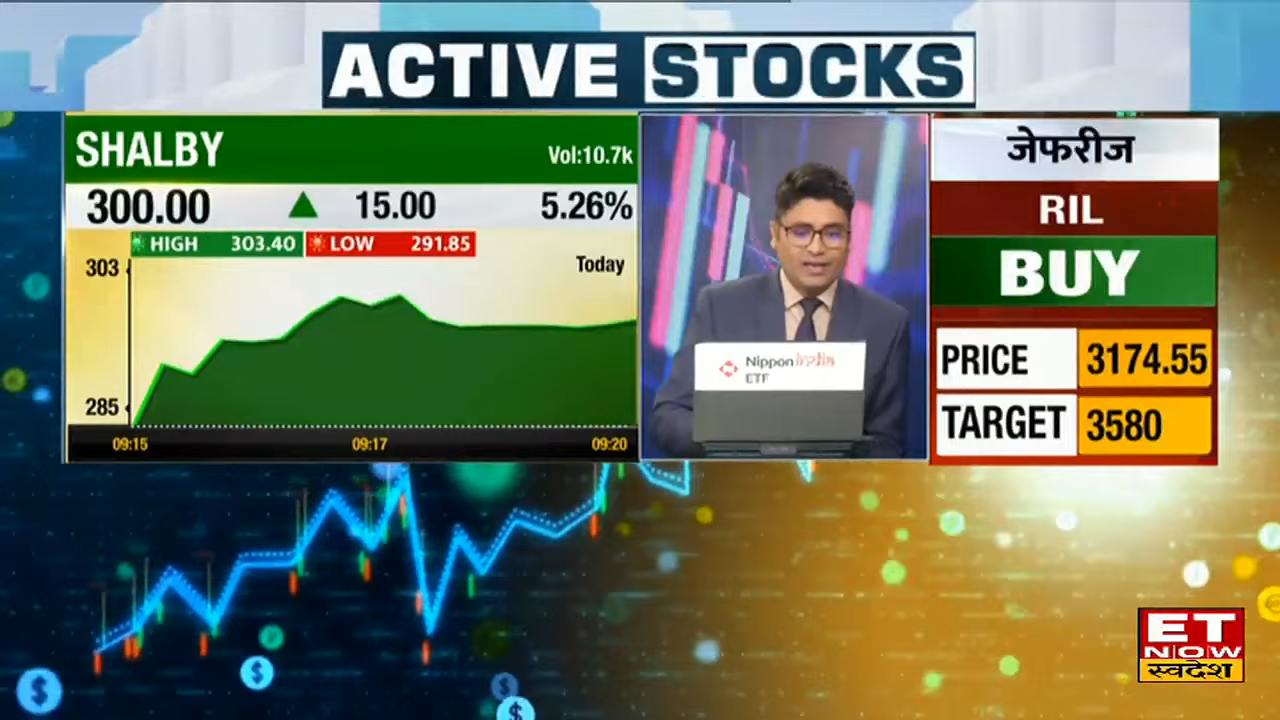 ACTIVE STOCKS
SHALBY
Vol:10.7k
300.00 ▲ 15.00 5.26%
HIGH 303.40 LOW 291.85
Today
303
285
09:15 09:17 09:20
Nippon India
ETF
जेफरीज
RIL
BUY
PRICE 3174.55
TARGET 3580
ET
NOW
स्वदेश